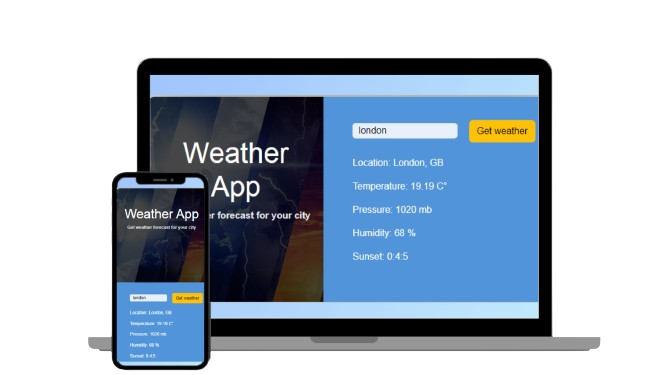 Weather
App
er forecast for your city
london
Get weather
Location: London, GB
Temperature: 19.19 C°
Pressure: 1020 mb
Humidity: 68 %
Sunset: 0:4:5
Weather App
Get weather forecast for your city
london
Get weather
Location: London, GB
Temperature: 19.19 C°
Pressure: 1020 mb
Humidity: 68 %
Sunset: 0:4:5